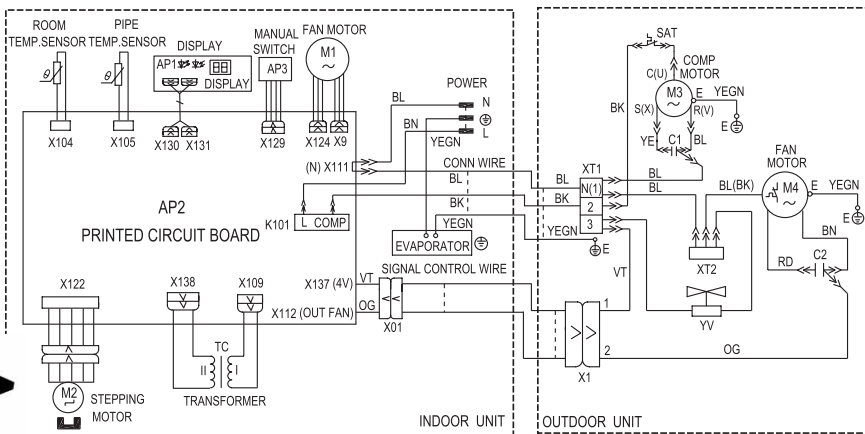 ROOM
TEMP.SENSOR
PIPE
TEMP.SENSOR
DISPLAY
AP1
DISPLAY
MANUAL
SWITCH
AP3
FAN MOTOR
M1
~
θ
θ
X104
X105
X130
X131
X129
X124
X9
BL
BN
YEGN
POWER
N
L
(N) X111
CONN WIRE
BL
BK
YEGN
YEGN
AP2
PRINTED CIRCUIT BOARD
K101
L COMP
EVAPORATOR
X122
X138
X109
X137 (4V)
VT
SIGNAL CONTROL WIRE
X112 (OUT FAN)
OG
X01
TC
II
I
TRANSFORMER
M2
~
STEPPING
MOTOR
INDOOR UNIT
SAT
C(U)
COMP
MOTOR
M3
~
E
YEGN
S(X)
R(V)
E
BK
YE
C1
BL
XT1
BL
BL
N(1)
BL
BK
2
3
E
VT
BL(BK)
FAN
MOTOR
M4
~
E
YEGN
E
BN
XT2
RD
C2
YV
1
2
OG
X1
OUTDOOR UNIT